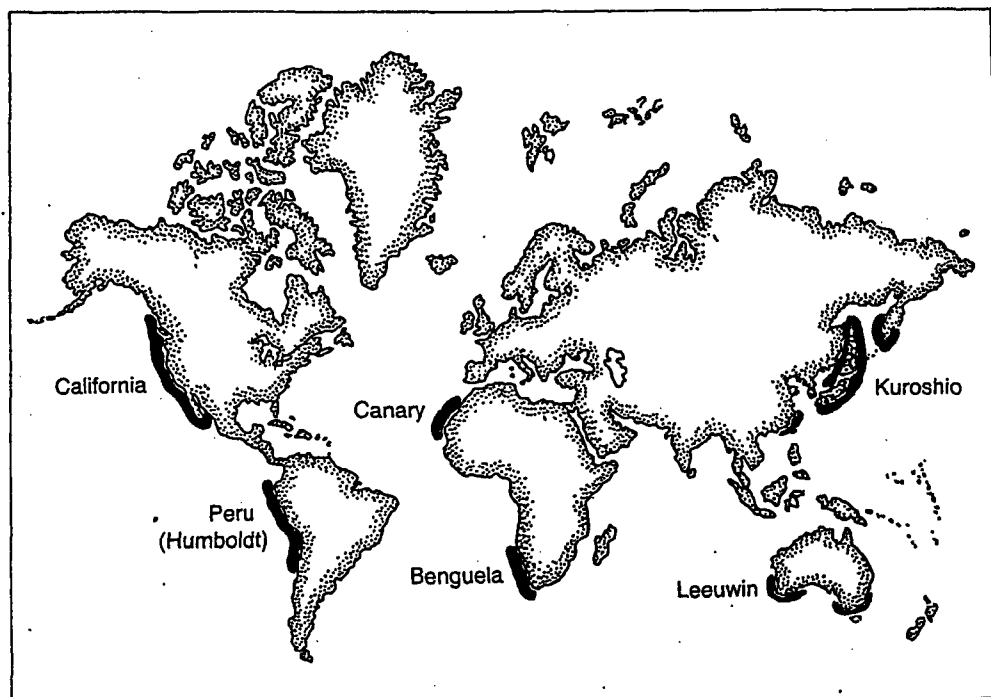 California
Canary
Kuroshio
Peru
(Humboldt)
Benguela
Leeuwin